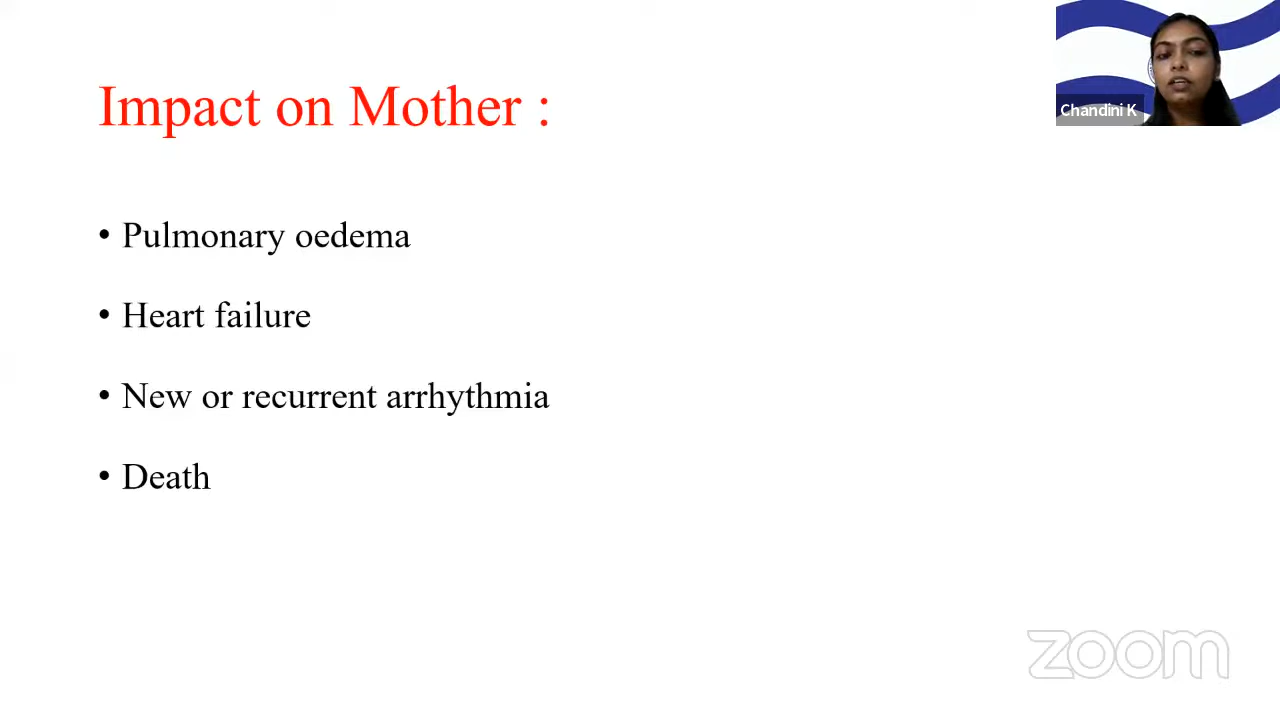 Impact on Mother :
Chandini K
• Pulmonary oedema
• Heart failure
• New or recurrent arrhythmia
• Death
zoom